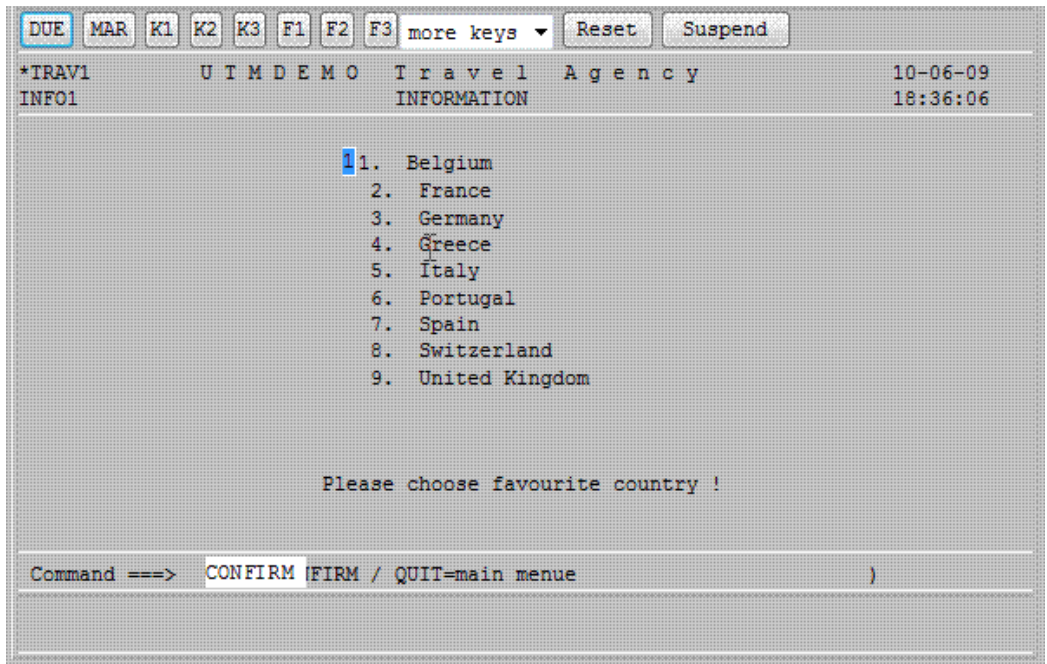 DUE MAR K1 K2 K3 F1 F2 F3 more keys Reset Suspend
*TRAV1 U T M D E M O T r a v e l A g e n c y 10-06-09
INFO1 INFORMATION 18:36:06
1 1. Belgium
2. France
3. Germany
4. Greece
5. Italy
6. Portugal
7. Spain
8. Switzerland
9. United Kingdom
Please choose favourite country !
Command ===> CONFIRM FIRM / QUIT=main menue )